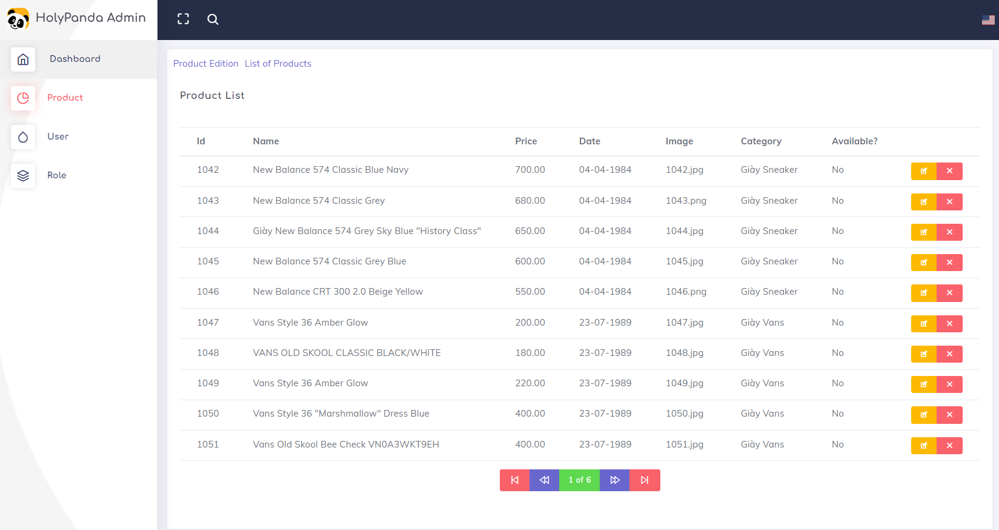 HolyPanda Admin
Dashboard
Product
User
Role
Product Edition List of Products
Product List
Id Name Price Date Image Category Available?
1042 New Balance 574 Classic Blue Navy 700.00 04-04-1984 1042.jpg Giày Sneaker No
1043 New Balance 574 Classic Grey 680.00 04-04-1984 1043.png Giày Sneaker No
1044 Giày New Balance 574 Grey Sky Blue "History Class" 650.00 04-04-1984 1044.jpg Giày Sneaker No
1045 New Balance 574 Classic Grey Blue 600.00 04-04-1984 1045.jpg Giày Sneaker No
1046 New Balance CRT 300 2.0 Beige Yellow 550.00 04-04-1984 1046.png Giày Sneaker No
1047 Vans Style 36 Amber Glow 200.00 23-07-1989 1047.jpg Giày Vans No
1048 VANS OLD SKOOL CLASSIC BLACK/WHITE 180.00 23-07-1989 1048.jpg Giày Vans No
1049 Vans Style 36 Amber Glow 220.00 23-07-1989 1049.jpg Giày Vans No
1050 Vans Style 36 "Marshmallow" Dress Blue 400.00 23-07-1989 1050.jpg Giày Vans No
1051 Vans Old Skool Bee Check VN0A3WKT9EH 400.00 23-07-1989 1051.jpg Giày Vans No
1 of 6